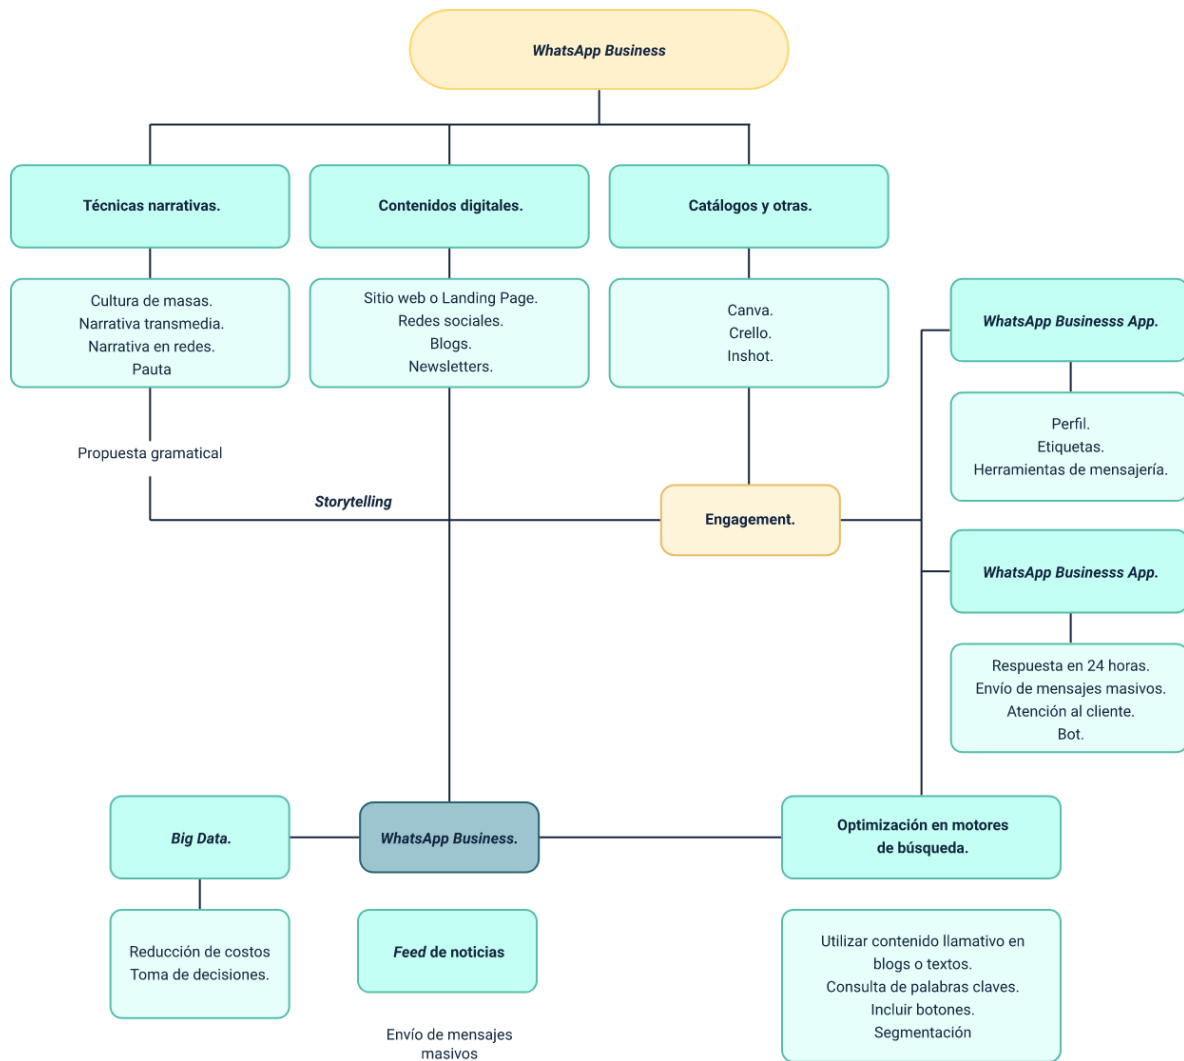 WhatsApp Business
Técnicas narrativas.
Contenidos digitales.
Catálogos y otras.
Cultura de masas.
Narrativa transmedia.
Narrativa en redes.
Pauta
Sitio web o Landing Page.
Redes sociales.
Blogs.
Newsletters.
Canva.
Crello.
Inshot.
WhatsApp Businesss App.
Perfil.
Etiquetas.
Herramientas de mensajería.
Propuesta gramatical
Storytelling
Engagement.
WhatsApp Businesss App.
Respuesta en 24 horas.
Envío de mensajes masivos.
Atención al cliente.
Bot.
Big Data.
WhatsApp Business.
Optimización en motores
de búsqueda.
Reducción de costos
Toma de decisiones.
Feed de noticias
Envío de mensajes
masivos
Utilizar contenido llamativo en
blogs o textos.
Consulta de palabras claves.
Incluir botones.
Segmentación